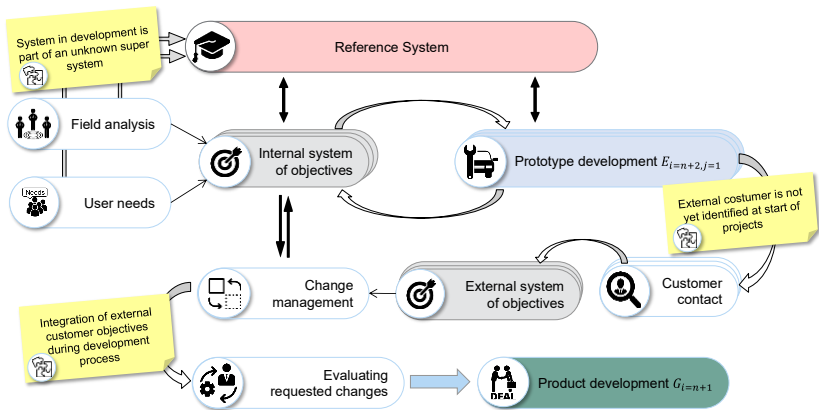 System in development is
part of an unknown super
system
Reference System
Field analysis
Internal system
of objectives
Prototype development E_{i=n+2,j=1}
Needs
User needs
External costumer is not
yet identified at start of
projects
Change
management
External system
of objectives
Customer
contact
Integration of external
customer objectives
during development
process
Evaluating
requested changes
DEAL
Product development G_{i=n+1}